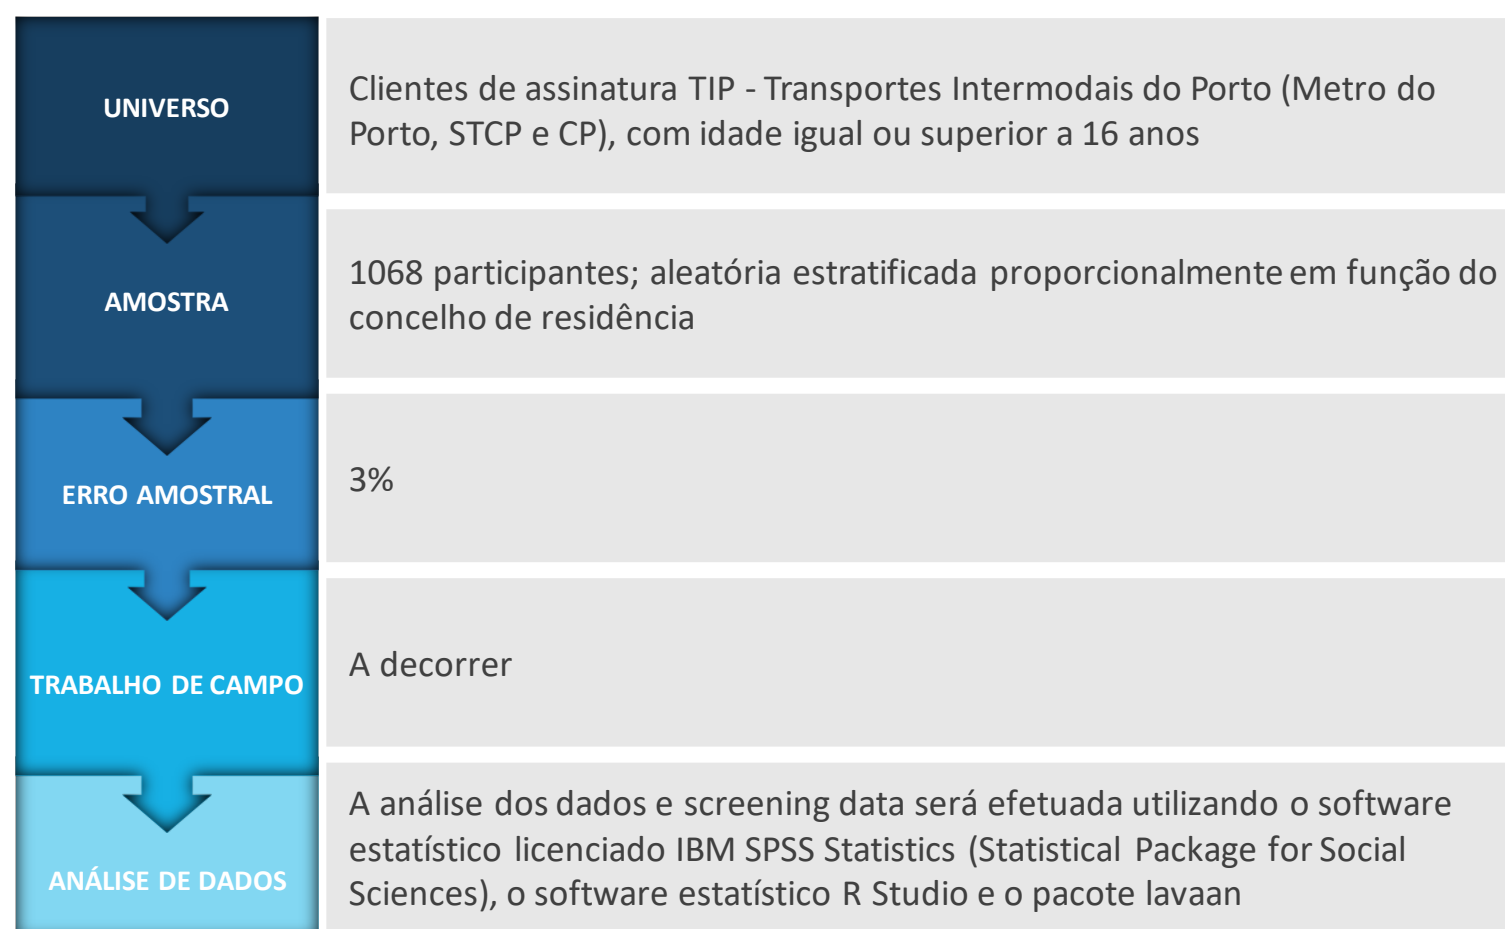 UNIVERSO
Clientes de assinatura TIP - Transportes Intermodais do Porto (Metro do
Porto, STCP e CP), com idade igual ou superior a 16 anos
AMOSTRA
1068 participantes; aleatória estratificada proporcionalmente em função do
concelho de residência
ERRO AMOSTRAL
3%
TRABALHO DE CAMPO
A decorrer
ANÁLISE DE DADOS
A análise dos dados e screening data será efetuada utilizando o software
estatístico licenciado IBM SPSS Statistics (Statistical Package for Social
Sciences), o software estatístico R Studio e o pacote lavaan